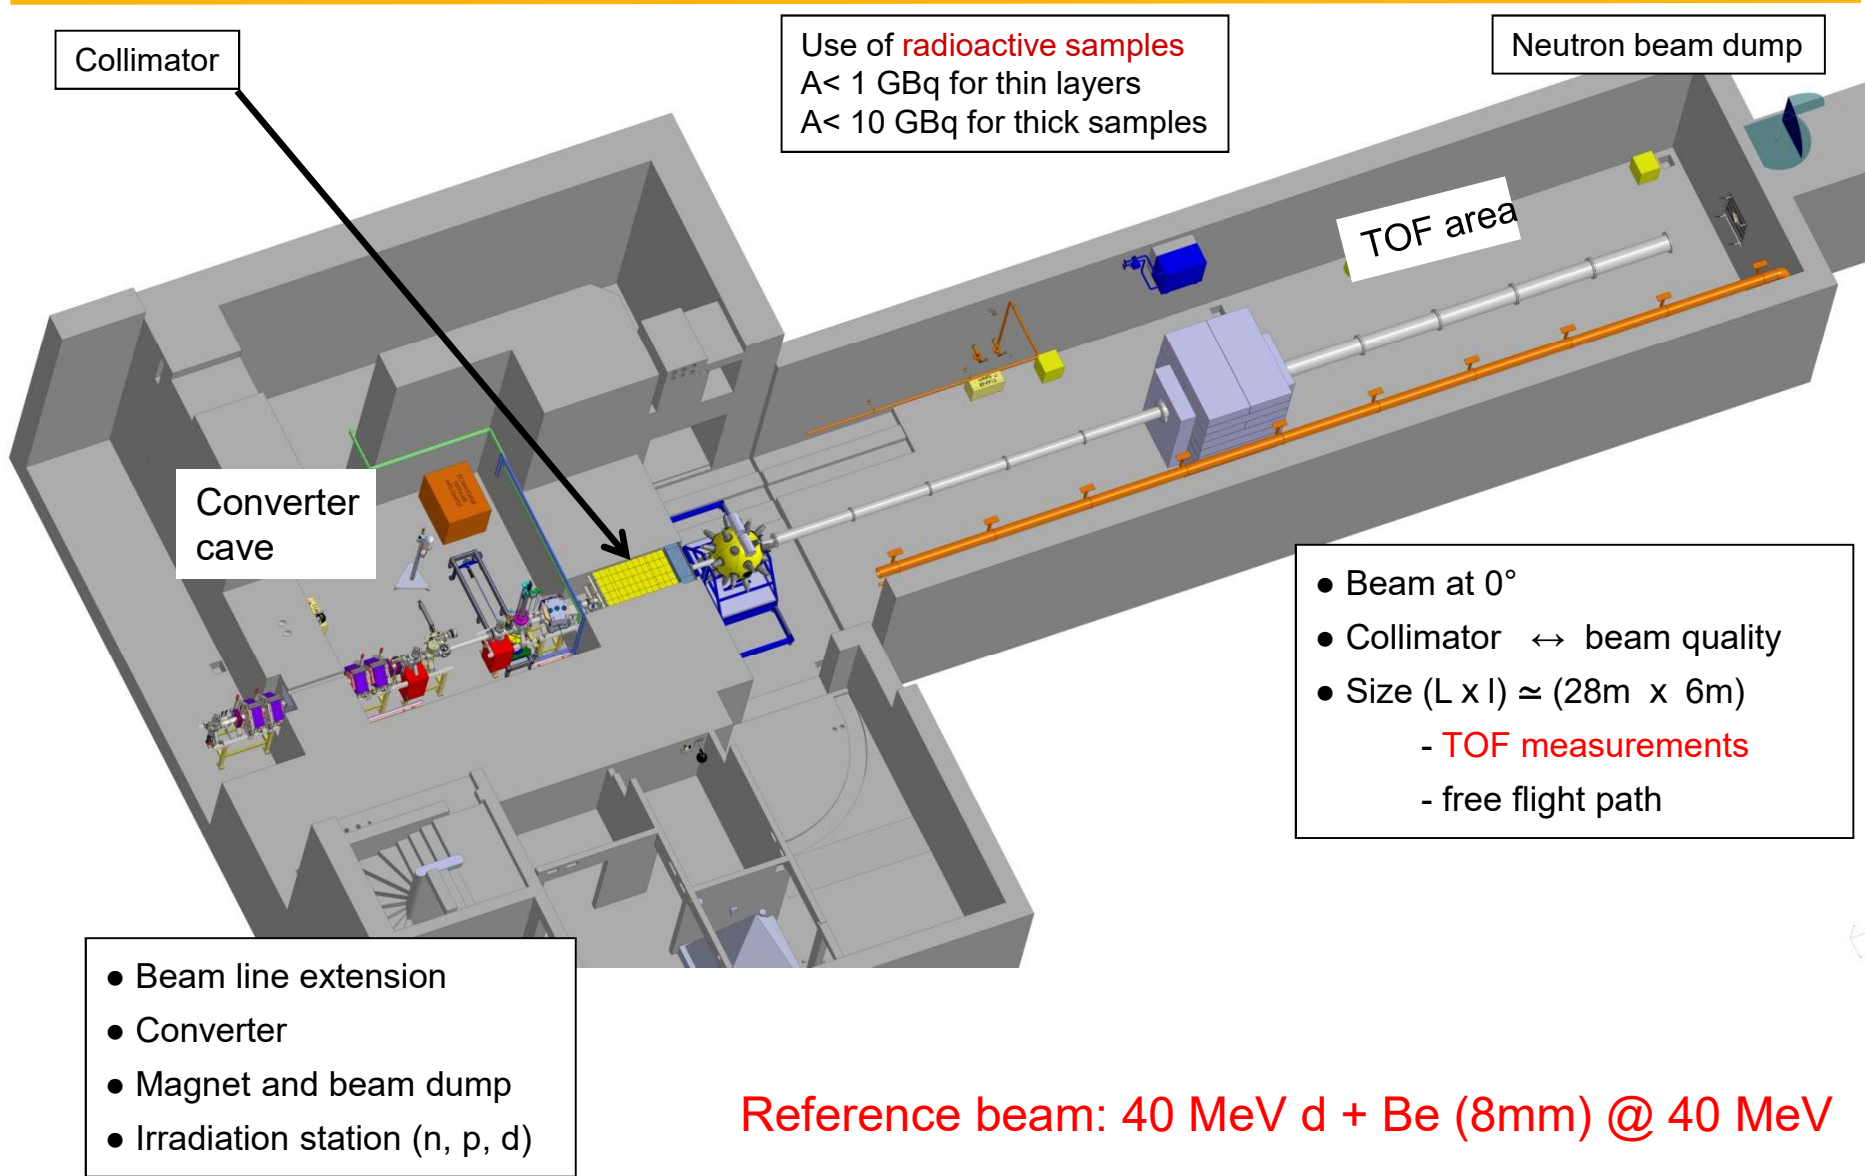 Collimator
Use of radioactive samples
A< 1 GBq for thin layers
A< 10 GBq for thick samples
Neutron beam dump
TOF area
Converter
cave
● Beam at 0°
● Collimator ↔ beam quality
● Size (L x l) ≃ (28m x 6m)
- TOF measurements
- free flight path
● Beam line extension
● Converter
● Magnet and beam dump
● Irradiation station (n, p, d)
Reference beam: 40 MeV d + Be (8mm) @ 40 MeV